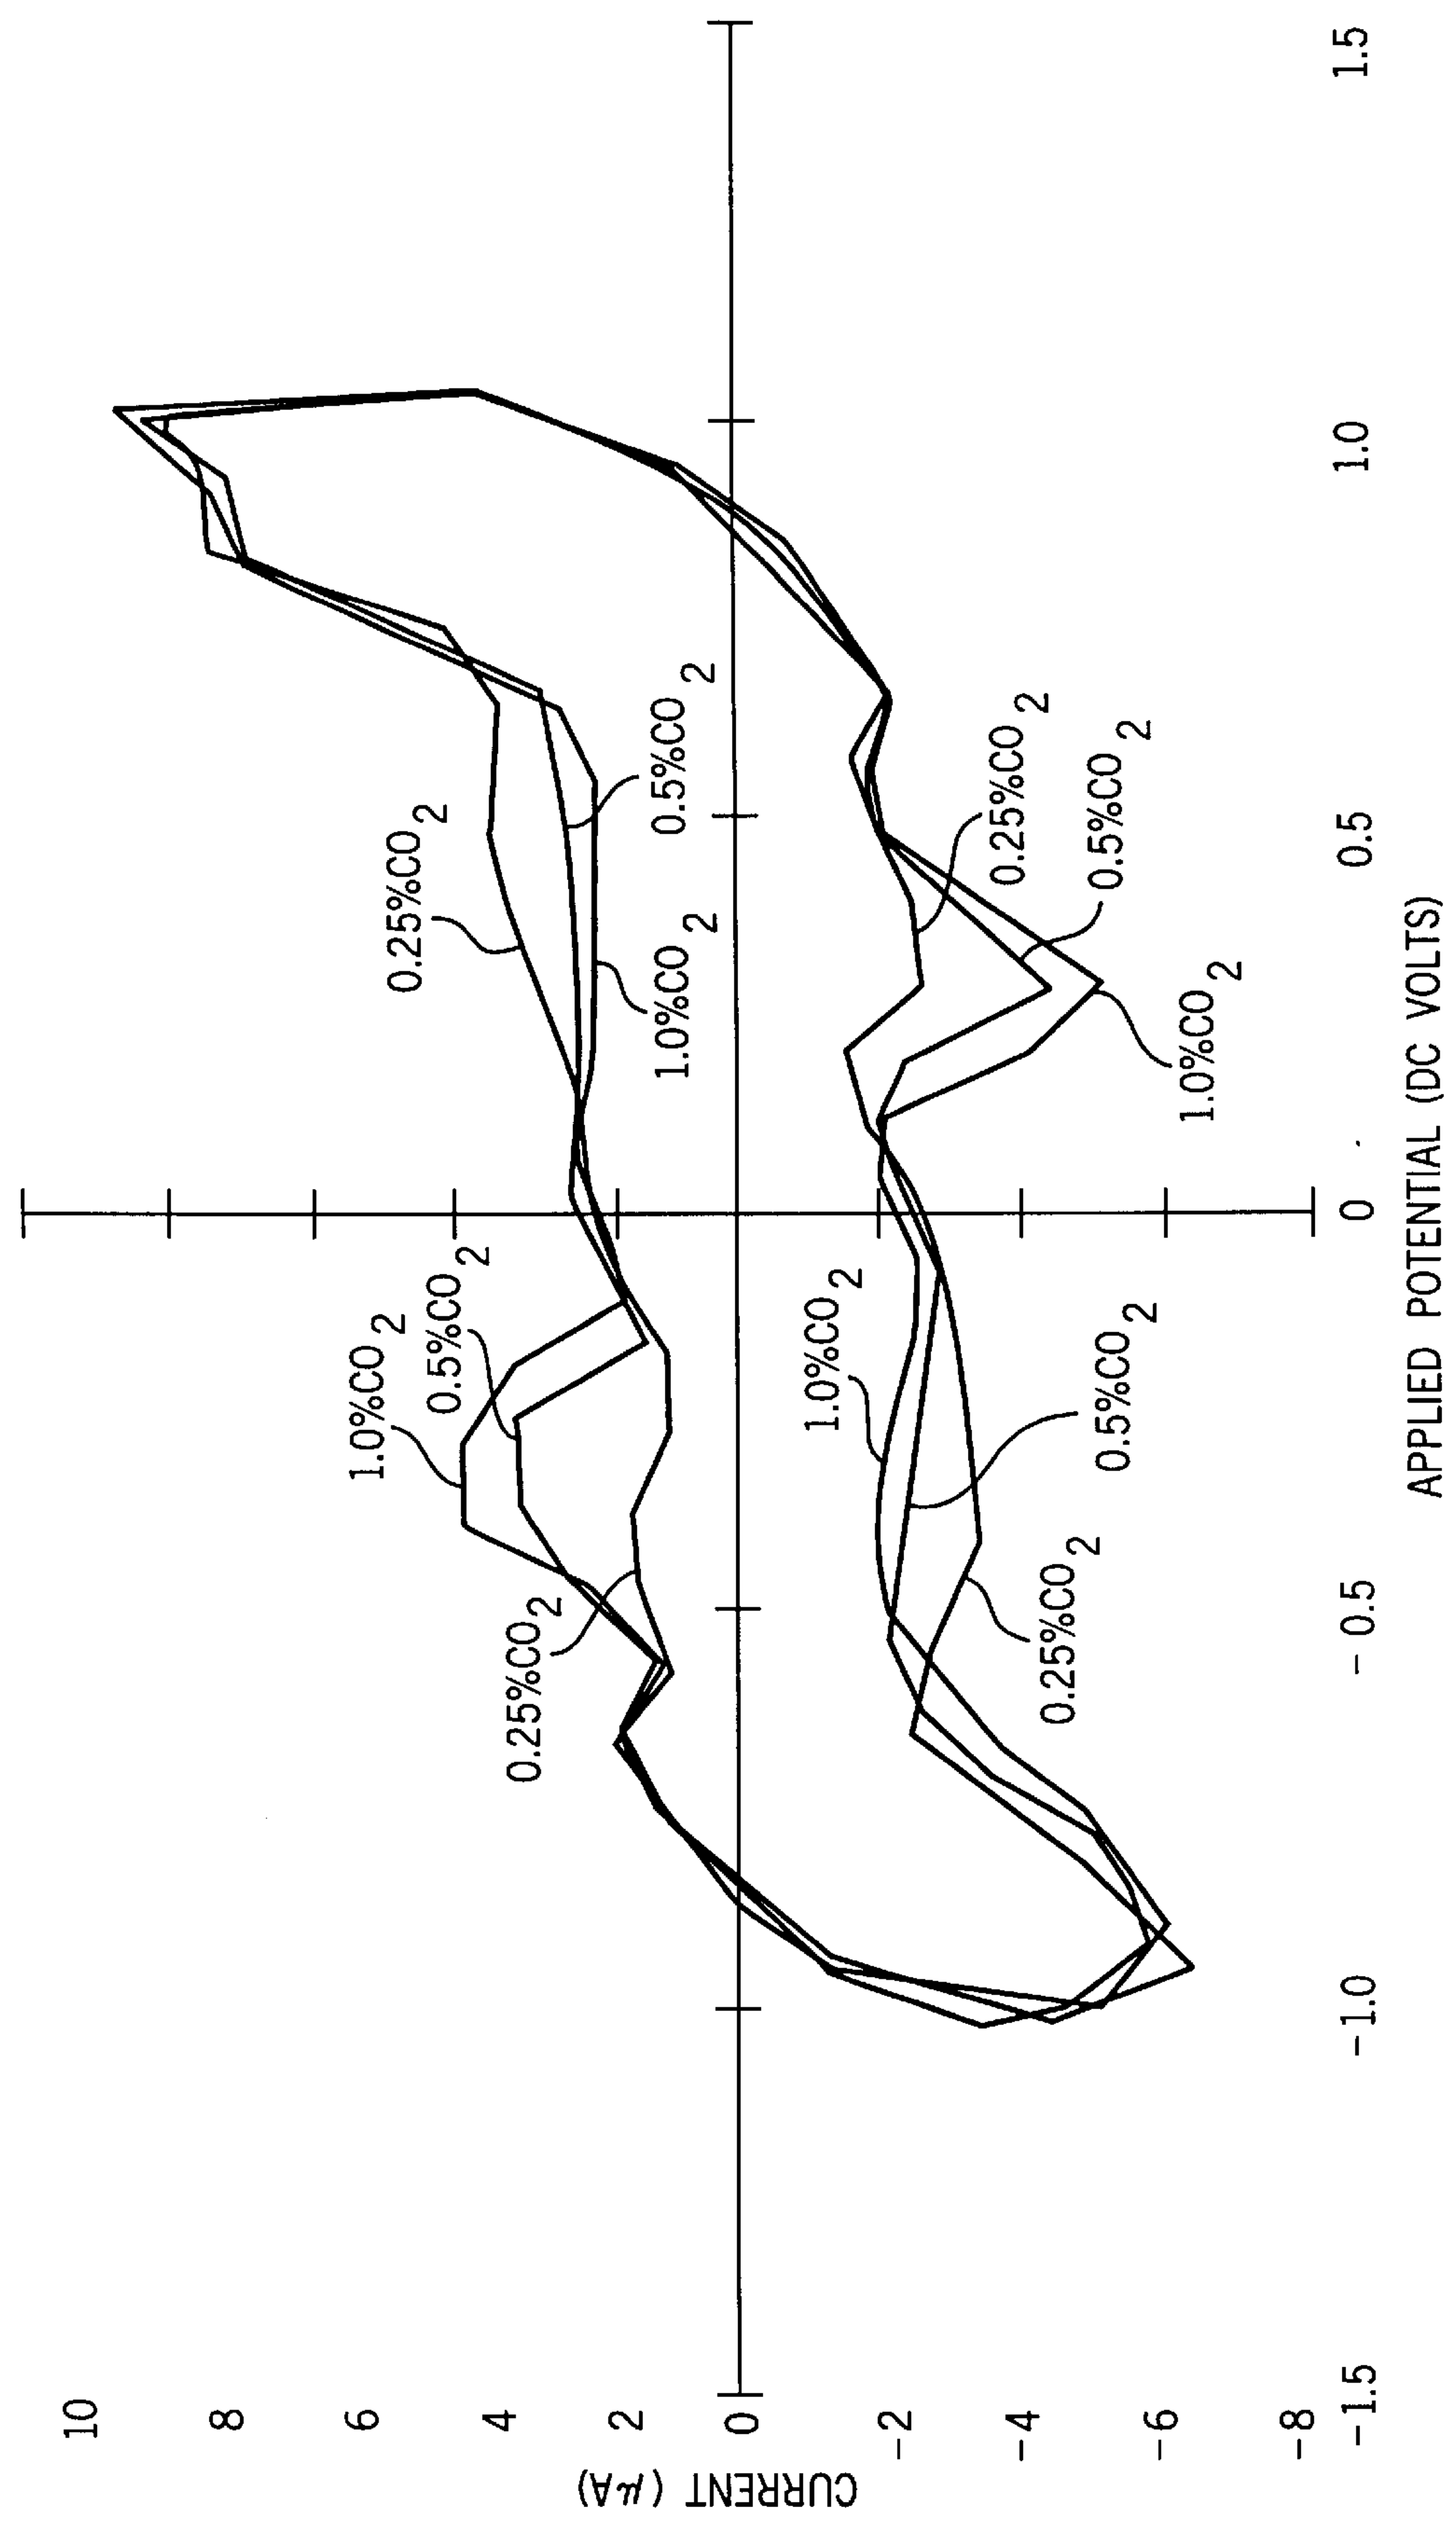 10
8
6
4
2
0
-2
-4
-6
-8
CURRENT (μA)
-1.5
-1.0
-0.5
0
0.5
1.0
1.5
APPLIED POTENTIAL (DC VOLTS)
1.0%CO2
0.5%CO2
0.25%CO2
0.25%CO2
0.5%CO2
1.0%CO2
1.0%CO2
0.5%CO2
0.25%CO2
0.25%CO2
0.5%CO2
1.0%CO2